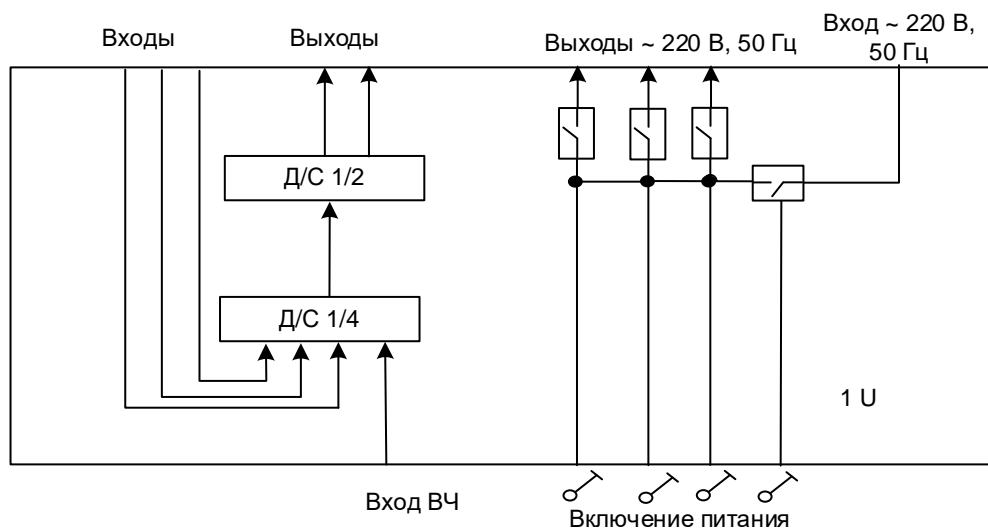 Входы
Выходы
Выходы ~ 220 В, 50 Гц
Вход ~ 220 В,
50 Гц
Д/С 1/2
Д/С 1/4
1 U
Вход ВЧ
Включение питания